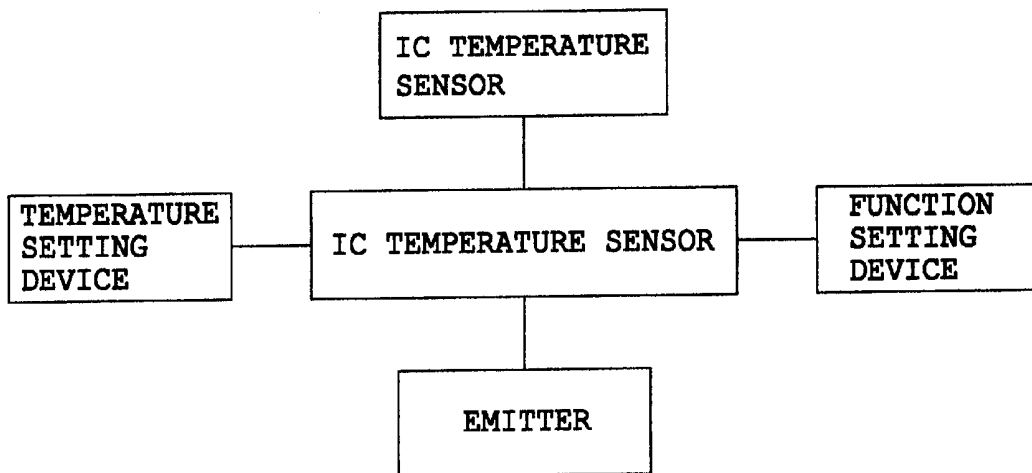 IC TEMPERATURE
SENSOR
TEMPERATURE
SETTING
DEVICE
IC TEMPERATURE SENSOR
FUNCTION
SETTING
DEVICE
EMITTER